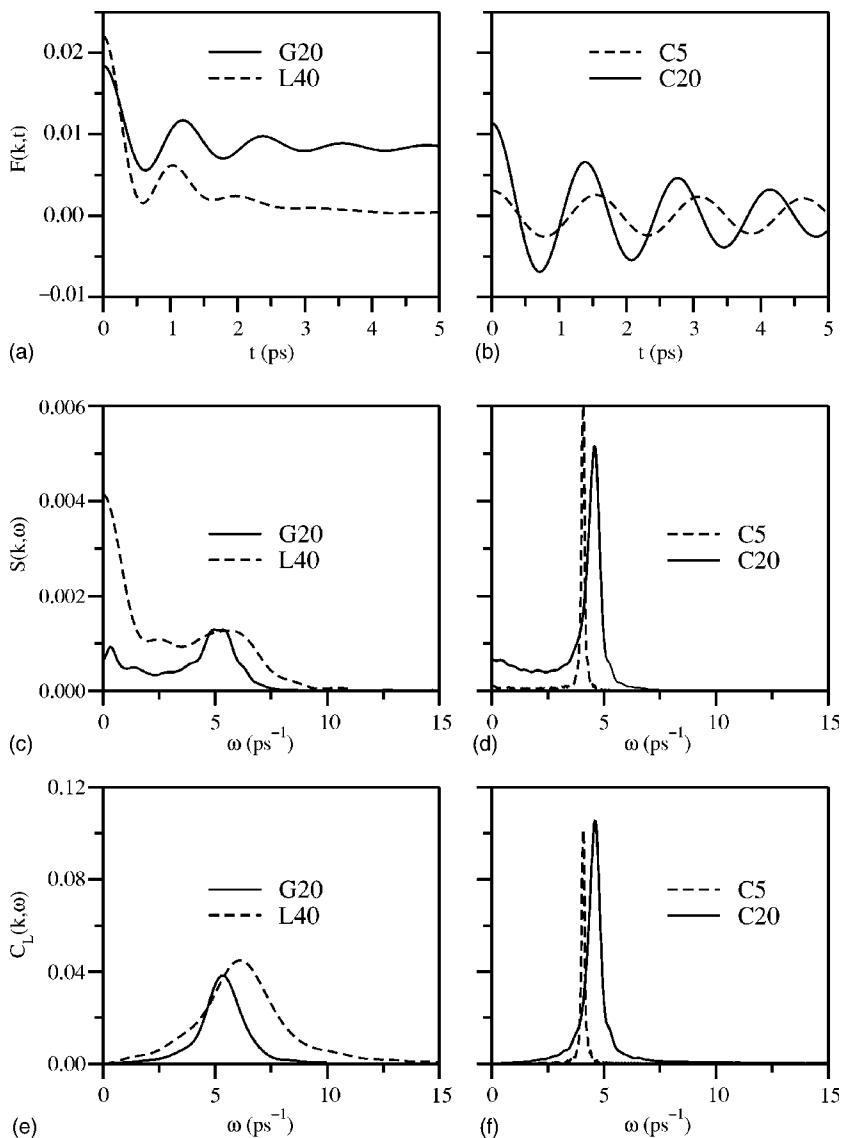 0.02
0.01
0.00
−0.01
F(k,t)
G20
L40
0 1 2 3 4 5
(a) t (ps)
C5
C20
0 1 2 3 4 5
(b) t (ps)
0.006
0.004
0.002
0.000
S(k,ω)
G20
L40
0 5 10 15
(c) ω (ps⁻¹)
C5
C20
0 5 10 15
(d) ω (ps⁻¹)
0.12
0.08
0.04
0.00
C_L(k,ω)
G20
L40
0 5 10 15
(e) ω (ps⁻¹)
C5
C20
0 5 10 15
(f) ω (ps⁻¹)